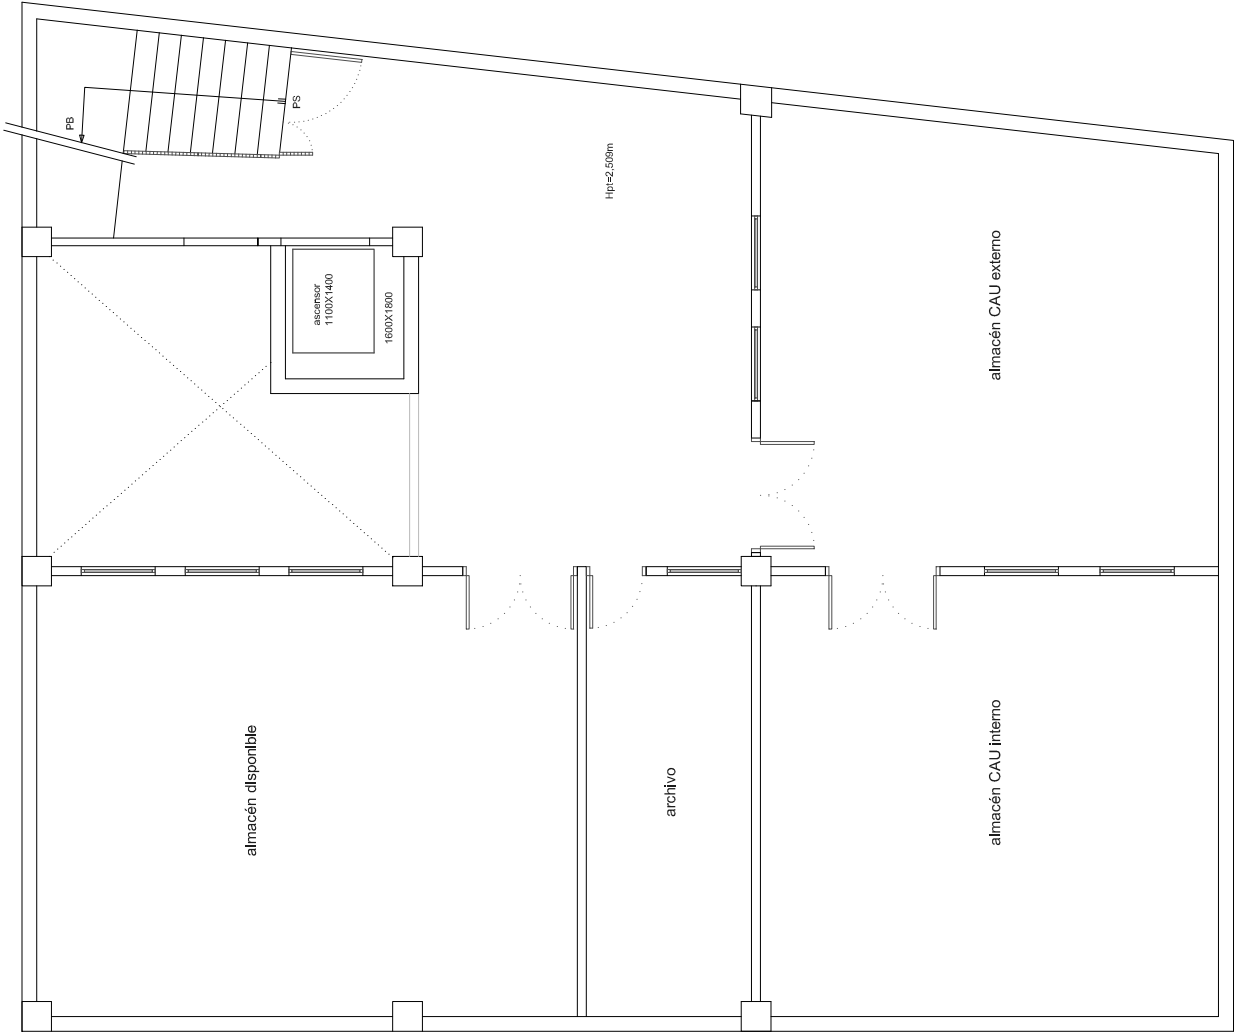 PB
PS
Hpt=2,509m
ascensor
1100X1400
1600X1800
almacén CAU externo
almacén disponible
archivo
almacén CAU interno